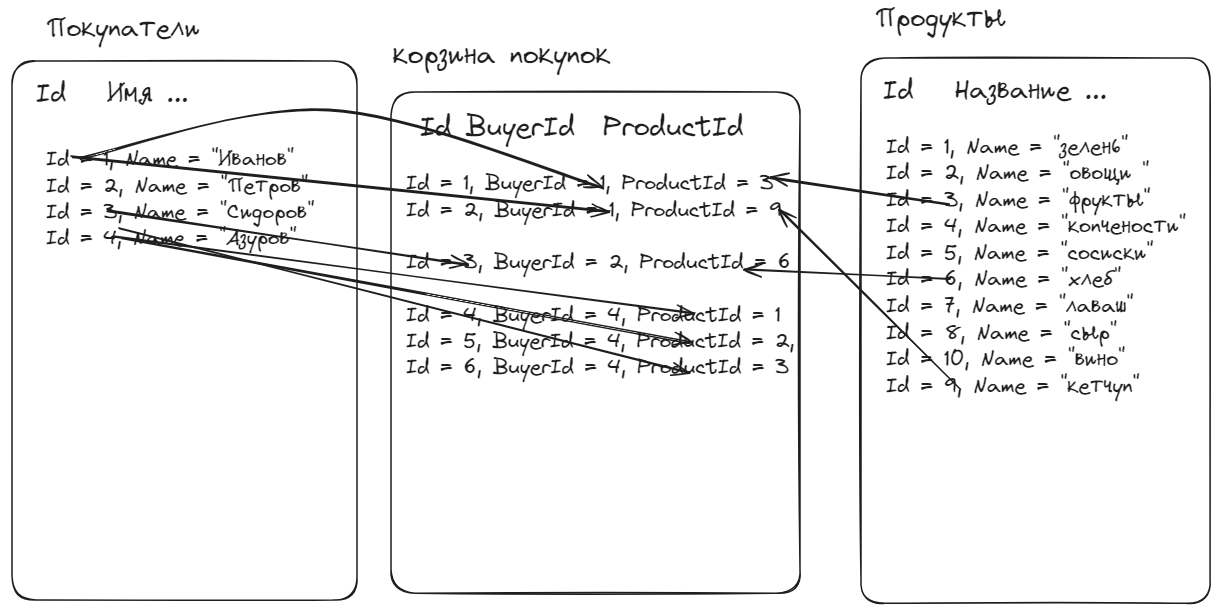 Покупатели
Id Имя ...
Id = 1, Name = "Иванов"
Id = 2, Name = "Петров"
Id = 3, Name = "Сидоров"
Id = 4, Name = "Азуров"
корзина покупок
Id BuyerId ProductId
Id = 1, BuyerId = 1, ProductId = 3
Id = 2, BuyerId = 1, ProductId = 9
Id = 3, BuyerId = 2, ProductId = 6
Id = 4, BuyerId = 4, ProductId = 1
Id = 5, BuyerId = 4, ProductId = 2,
Id = 6, BuyerId = 4, ProductId = 3
Продукты
Id Название ...
Id = 1, Name = "зелень"
Id = 2, Name = "овощи"
Id = 3, Name = "фрукты"
Id = 4, Name = "копчености"
Id = 5, Name = "сосиски"
Id = 6, Name = "хлеб"
Id = 7, Name = "лаваш"
Id = 8, Name = "сыр"
Id = 10, Name = "вино"
Id = 9, Name = "кетчуп"